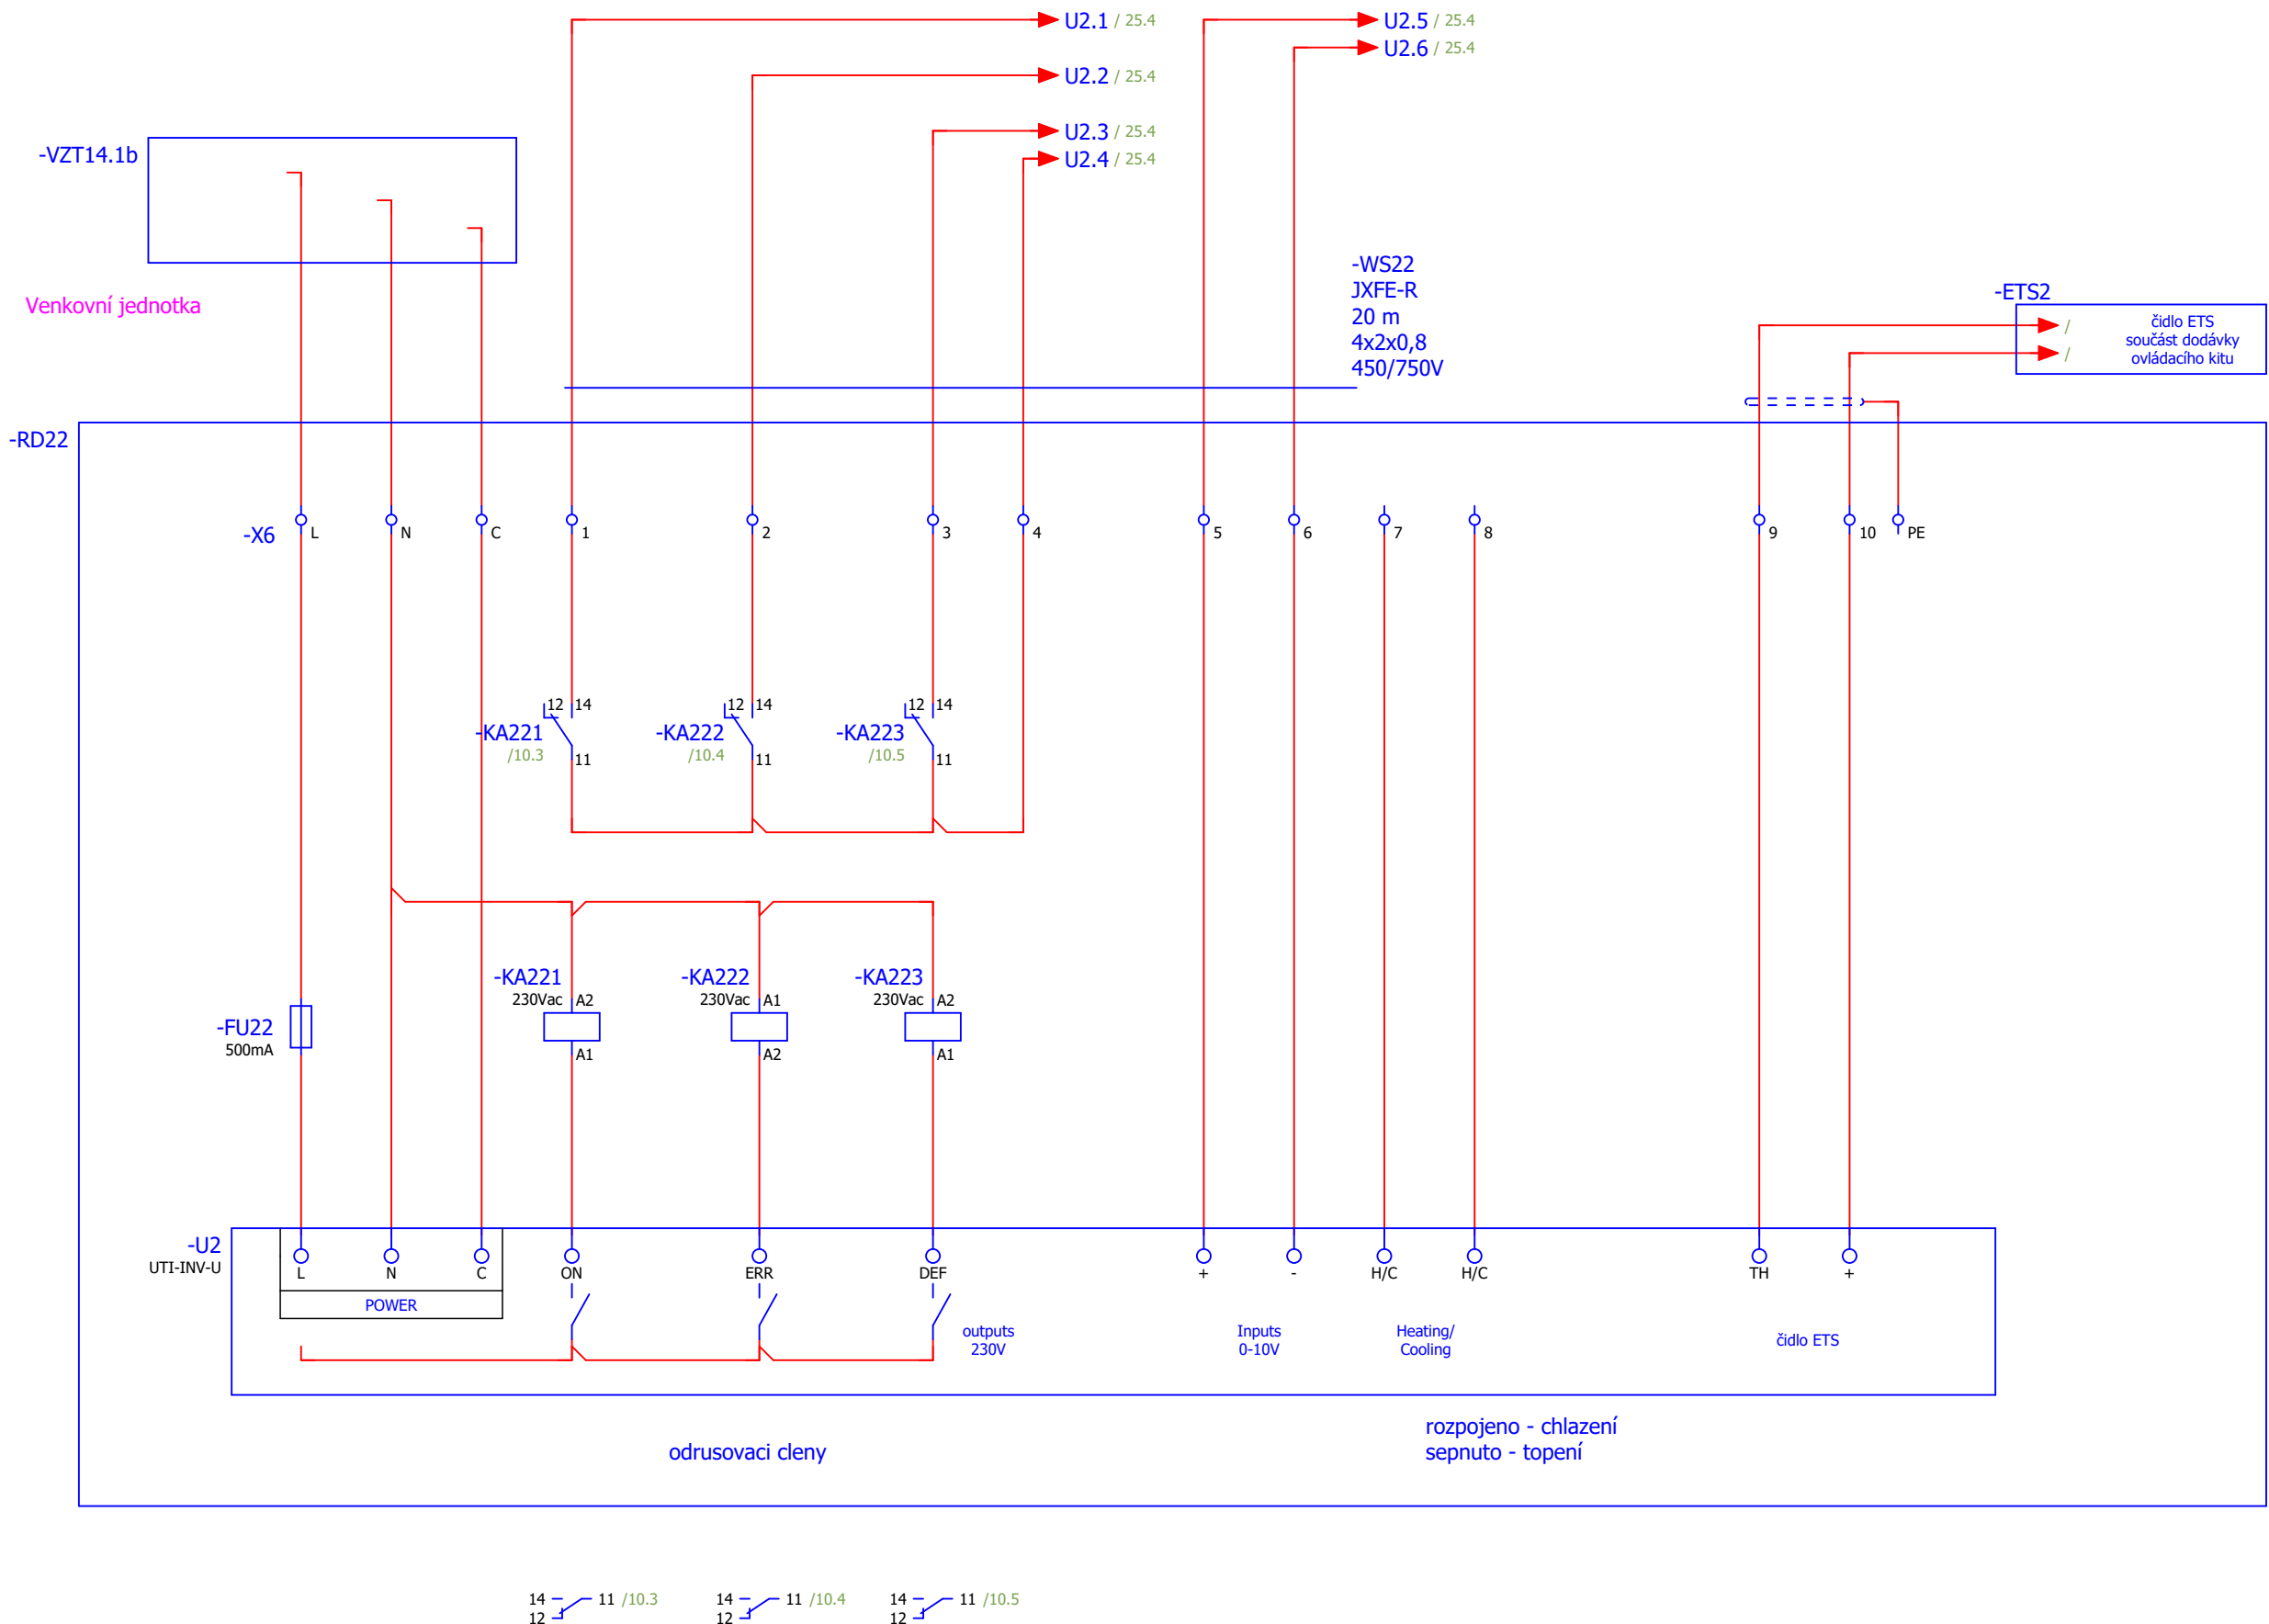 U2.1 / 25.4
U2.5 / 25.4
U2.6 / 25.4
U2.2 / 25.4
U2.3 / 25.4
U2.4 / 25.4
-VZT14.1b
Venkovní jednotka
-WS22
JXFE-R
20 m
4x2x0,8
450/750V
-ETS2
/
/
čidlo ETS
součást dodávky
ovládacího kitu
-RD22
-X6 L N C 1 2 3 4 5 6 7 8 9 10 PE
12 14 12 14 12 14
-KA221 -KA222 -KA223
/10.3 11 /10.4 11 /10.5 11
-KA221 -KA222 -KA223
230Vac A2 230Vac A1 230Vac A2
-FU22
500mA
A1 A2 A1
-U2
UTI-INV-U
L N C ON ERR DEF + - H/C H/C TH +
POWER
outputs
230V
Inputs
0-10V
Heating/
Cooling
čidlo ETS
rozpojeno - chlazení
sepnuto - topení
odrusovaci cleny
14 11 /10.3 14 11 /10.4 14 11 /10.5
12 12 12